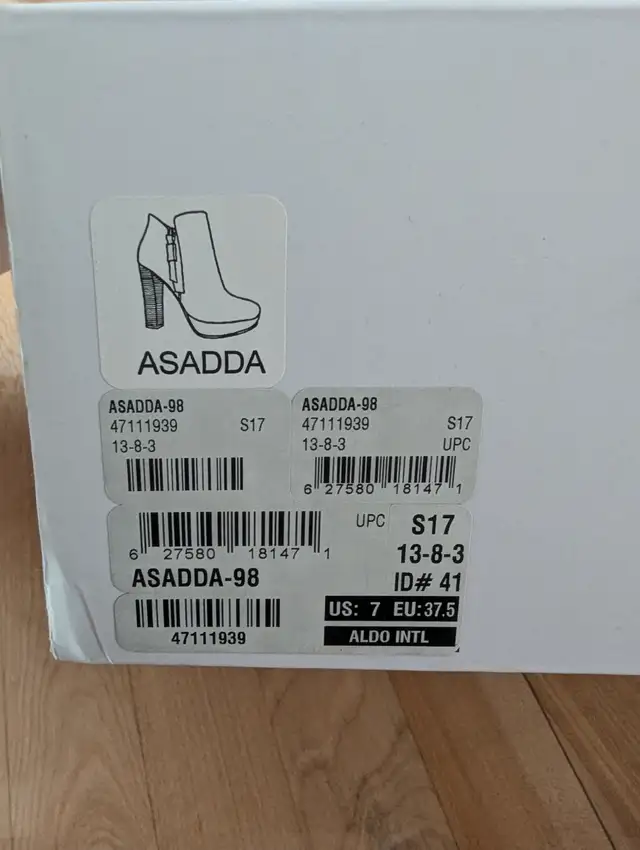 ASADDA
ASADDA-98
47111939 S17
13-8-3
ASADDA-98
47111939 S17
13-8-3 UPC
6 27580 18147 1
UPC S17
6 27580 18147 1 13-8-3
ASADDA-98 ID# 41
US: 7 EU:37.5
47111939 ALDO INTL